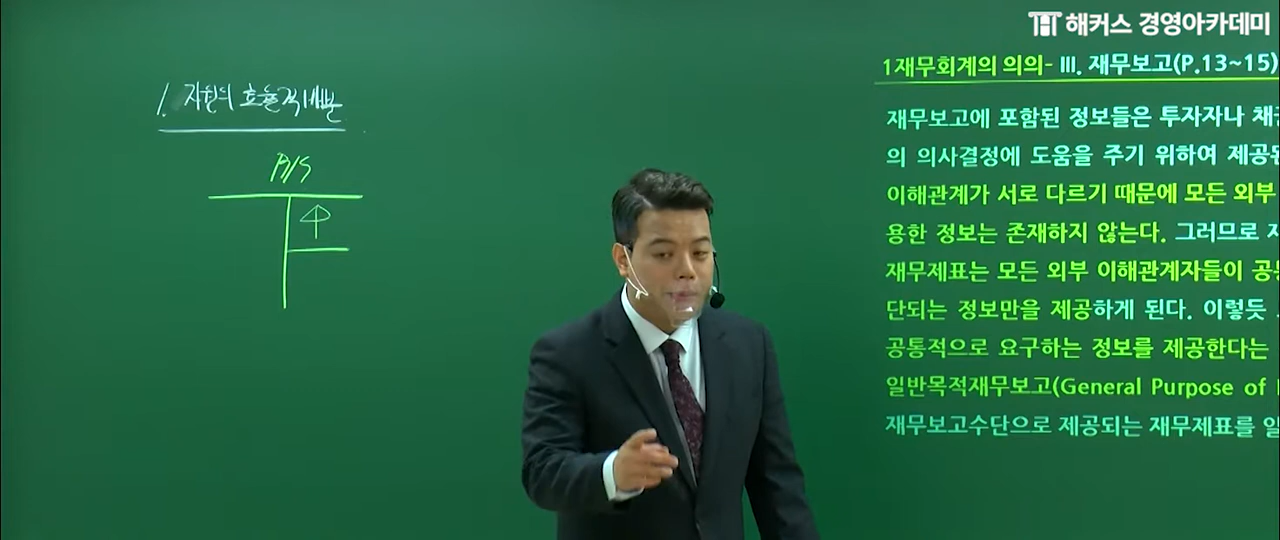 해커스 경영아카데미
1. 자원의 효율적 배분
B/S
1재무회계의 의의- III. 재무보고(P.13~15)
재무보고에 포함된 정보들은 투자자나
의 의사결정에 도움을 주기 위하여
이해관계가 서로 다르기 때문에 모든 외부
용한 정보는 존재하지 않는다. 그러므로
재무제표는 모든 외부 이해관계자들이
단되는 정보만을 제공하게 된다. 이렇듯
공통적으로 요구하는 정보를 제공한다는
일반목적재무보고(General Purpose of
재무보고수단으로 제공되는 재무제표를